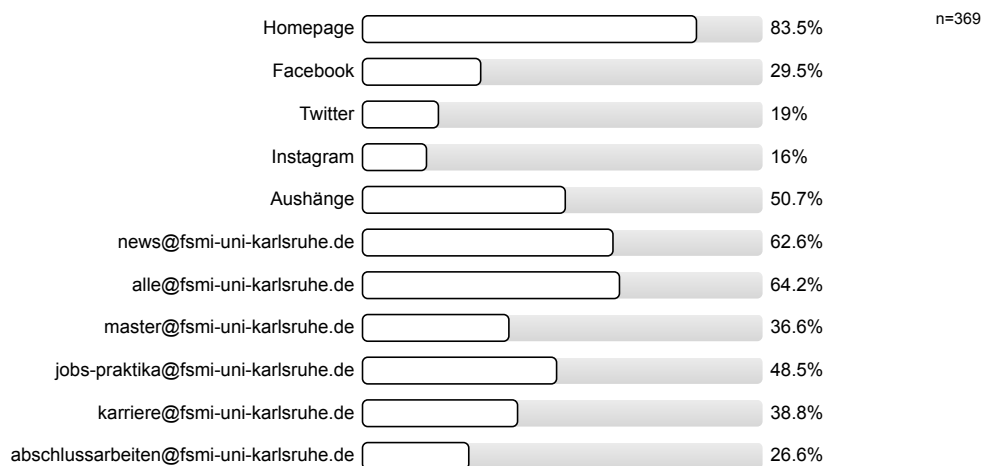 Homepage 83.5% n=369
Facebook 29.5%
Twitter 19%
Instagram 16%
Aushänge 50.7%
news@fsmi-uni-karlsruhe.de 62.6%
alle@fsmi-uni-karlsruhe.de 64.2%
master@fsmi-uni-karlsruhe.de 36.6%
jobs-praktika@fsmi-uni-karlsruhe.de 48.5%
karriere@fsmi-uni-karlsruhe.de 38.8%
abschlussarbeiten@fsmi-uni-karlsruhe.de 26.6%